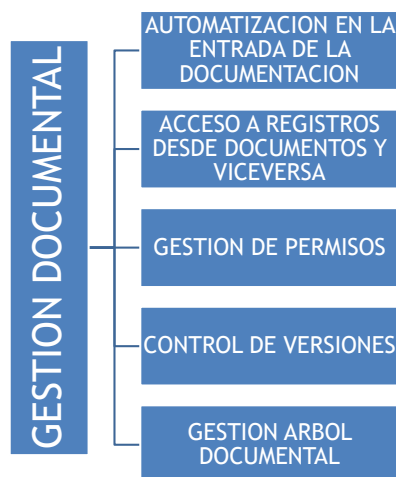 GESTION DOCUMENTAL
AUTOMATIZACION EN LA
ENTRADA DE LA
DOCUMENTACION
ACCESO A REGISTROS
DESDE DOCUMENTOS Y
VICEVERSA
GESTION DE PERMISOS
CONTROL DE VERSIONES
GESTION ARBOL
DOCUMENTAL